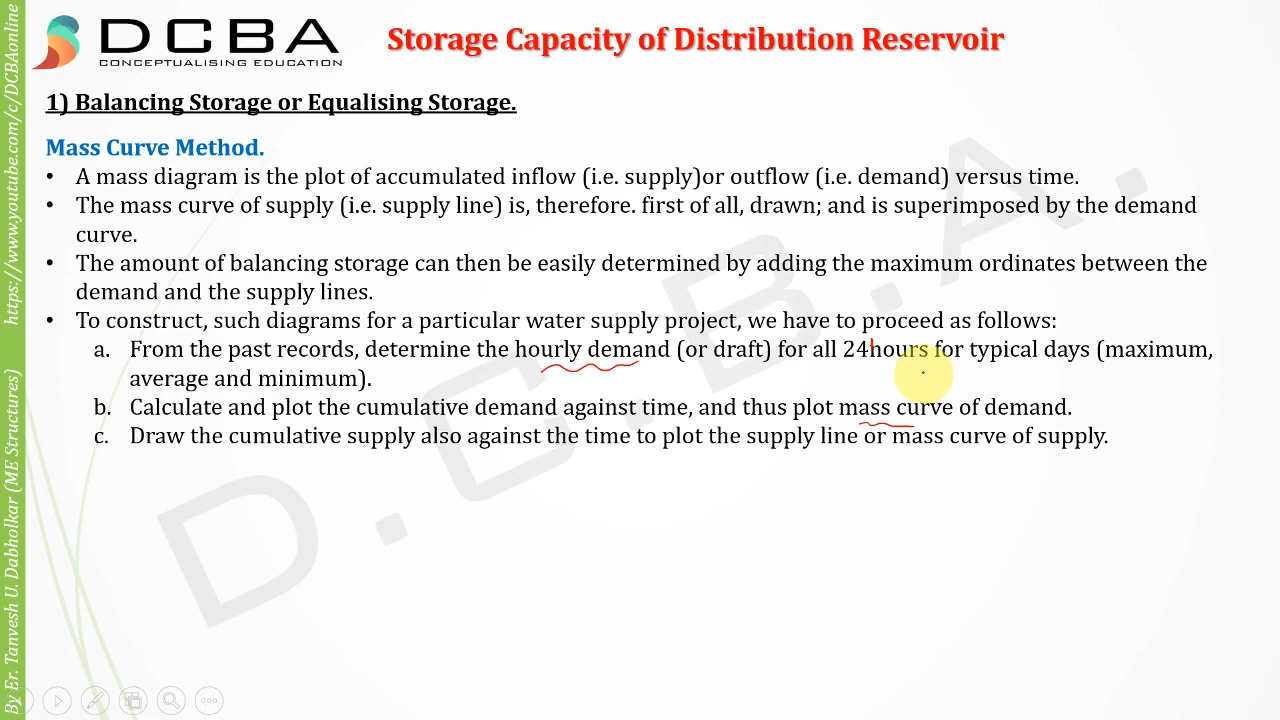 DCBA
CONCEPTUALISING EDUCATION
Storage Capacity of Distribution Reservoir
1) Balancing Storage or Equalising Storage.
Mass Curve Method.
• A mass diagram is the plot of accumulated inflow (i.e. supply)or outflow (i.e. demand) versus time.
• The mass curve of supply (i.e. supply line) is, therefore. first of all, drawn; and is superimposed by the demand
curve.
• The amount of balancing storage can then be easily determined by adding the maximum ordinates between the
demand and the supply lines.
• To construct, such diagrams for a particular water supply project, we have to proceed as follows:
a. From the past records, determine the hourly demand (or draft) for all 24hours for typical days (maximum,
average and minimum).
b. Calculate and plot the cumulative demand against time, and thus plot mass curve of demand.
c. Draw the cumulative supply also against the time to plot the supply line or mass curve of supply.
D.C.B.A.
By Er. Tanvesh U. Dabholkar (ME Structures) https://www.youtube.com/c/DCBAonline